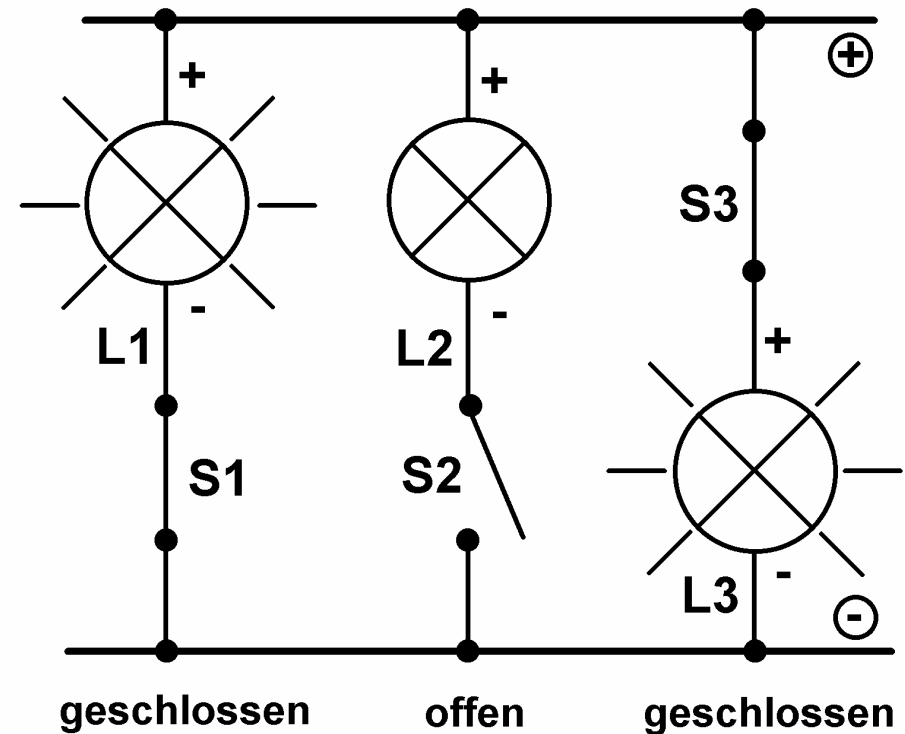 + + ⊕
S3
- -
L1 L2 +
S1 S2
L3 - ⊖
geschlossen offen geschlossen